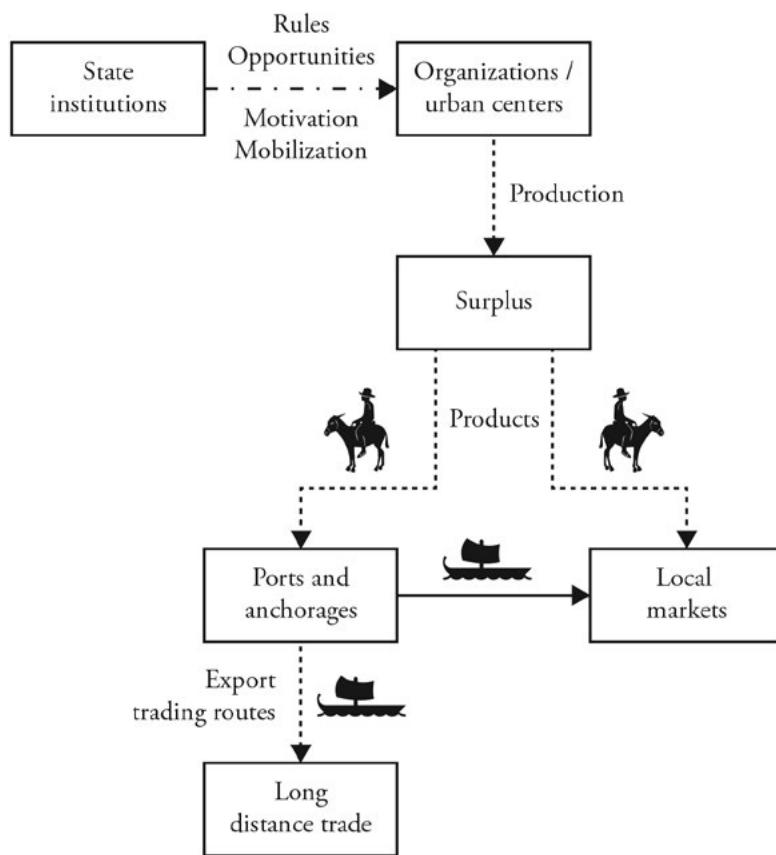 Rules
Opportunities
State
institutions
Organizations /
urban centers
Motivation
Mobilization
Production
Surplus
Products
Ports and
anchorages
Local
markets
Export
trading routes
Long
distance trade